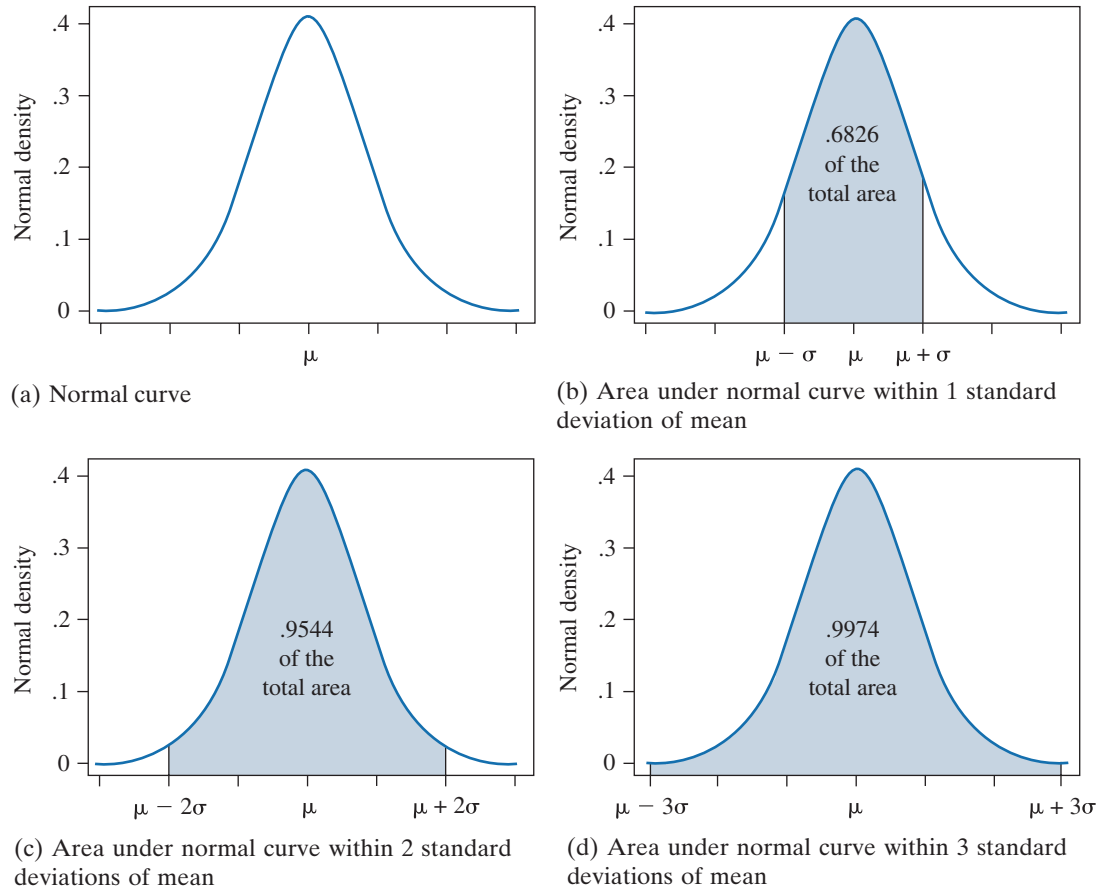 Normal density
.4
.3
.2
.1
0
μ
(a) Normal curve
Normal density
.4
.3
.2
.1
0
.6826
of the
total area
μ − σ μ μ + σ
(b) Area under normal curve within 1 standard
deviation of mean
Normal density
.4
.3
.2
.1
0
.9544
of the
total area
μ − 2σ μ μ + 2σ
(c) Area under normal curve within 2 standard
deviations of mean
Normal density
.4
.3
.2
.1
0
.9974
of the
total area
μ − 3σ μ μ + 3σ
(d) Area under normal curve within 3 standard
deviations of mean